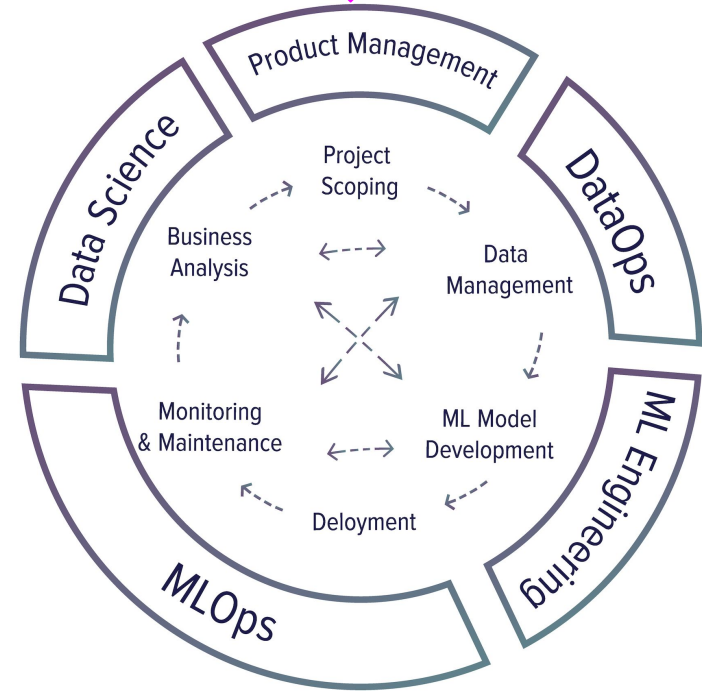 Product Management
Data Science
DataOps
Project
Scoping
Business
Analysis
Data
Management
Monitoring
& Maintenance
ML Model
Development
Deloyment
ML Engineering
MLOps